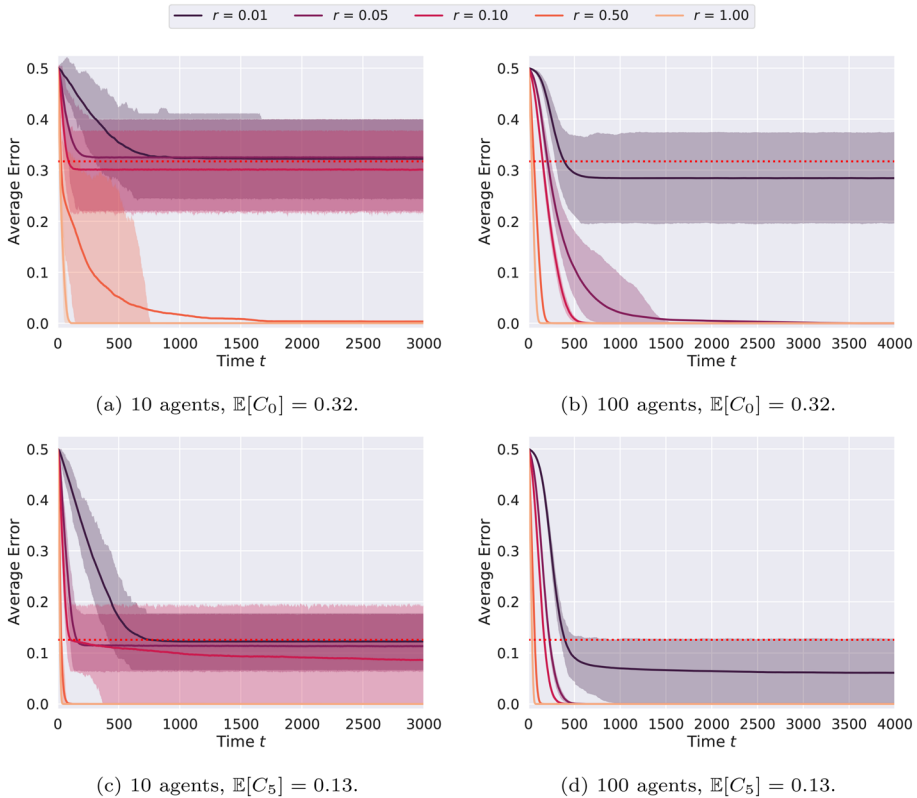 r = 0.01 r = 0.05 r = 0.10 r = 0.50 r = 1.00
Average Error
0.5
0.4
0.3
0.2
0.1
0.0
0 500 1000 1500 2000 2500 3000
Time t
(a) 10 agents, 𝔼[C₀] = 0.32.
Average Error
0.5
0.4
0.3
0.2
0.1
0.0
0 500 1000 1500 2000 2500 3000 3500 4000
Time t
(b) 100 agents, 𝔼[C₀] = 0.32.
Average Error
0.5
0.4
0.3
0.2
0.1
0.0
0 500 1000 1500 2000 2500 3000
Time t
(c) 10 agents, 𝔼[C₅] = 0.13.
Average Error
0.5
0.4
0.3
0.2
0.1
0.0
0 500 1000 1500 2000 2500 3000 3500 4000
Time t
(d) 100 agents, 𝔼[C₅] = 0.13.